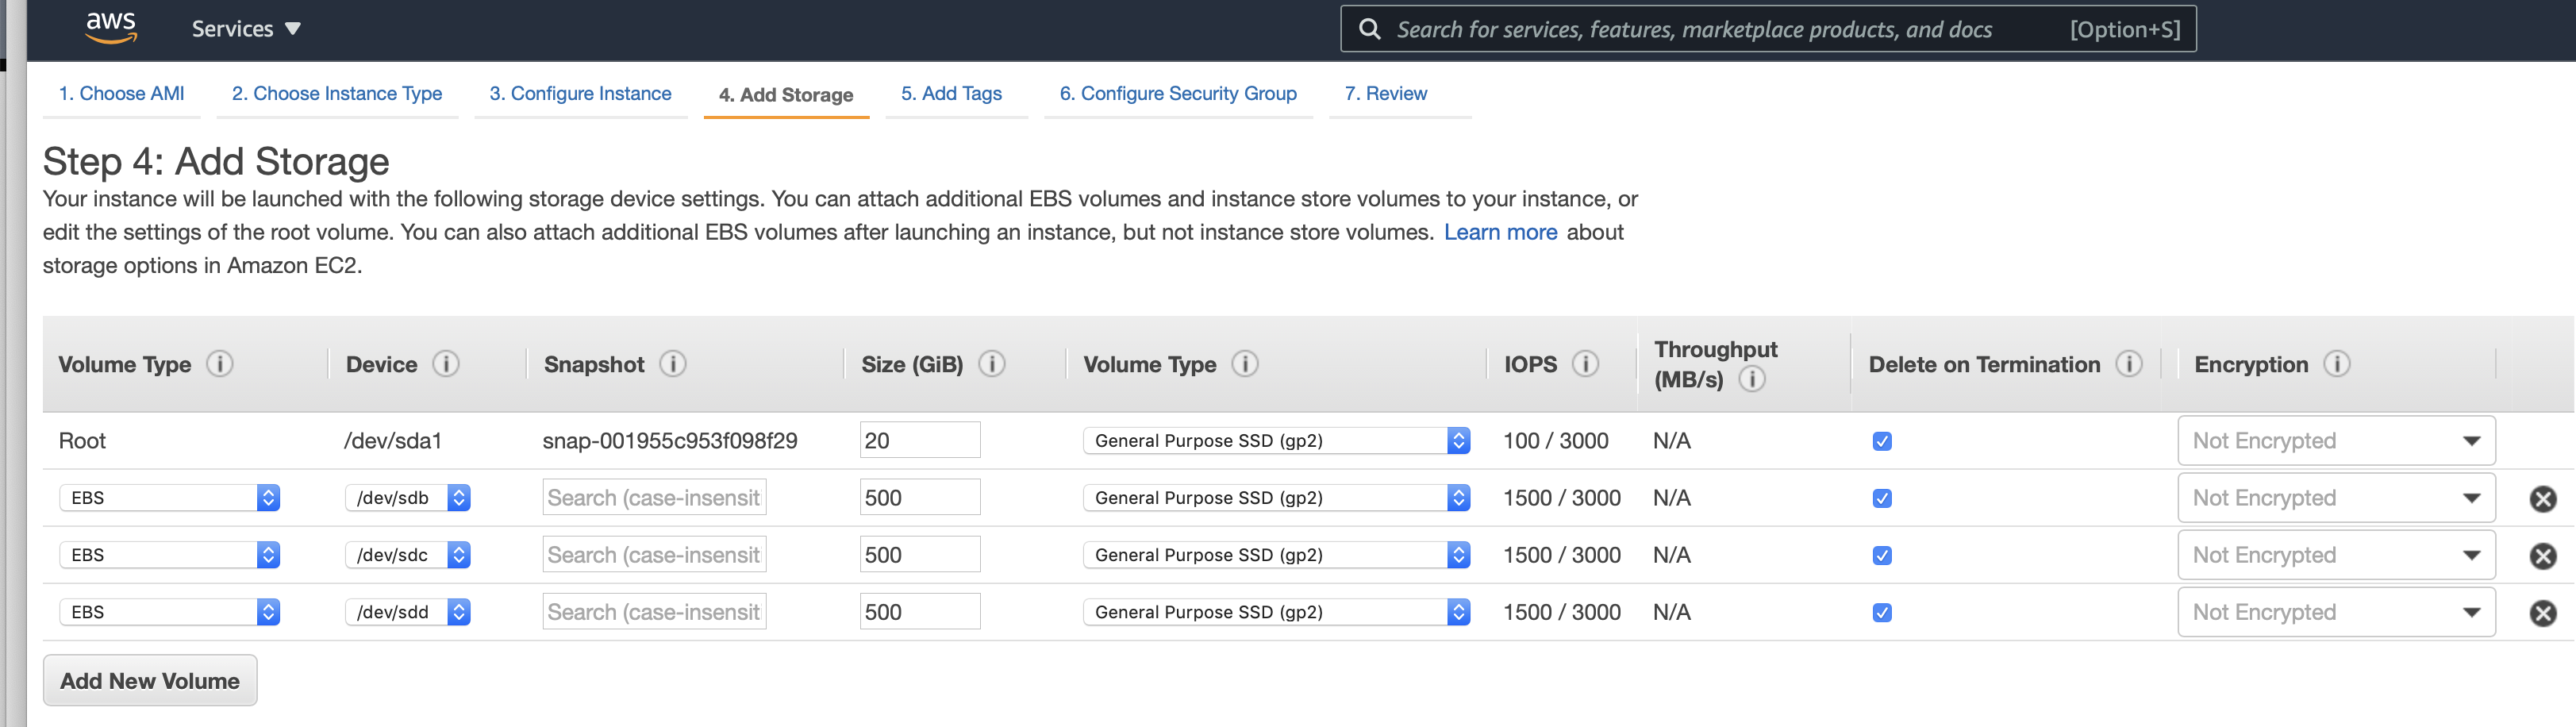 aws
Services
Search for services, features, marketplace products, and docs
[Option+S]
1. Choose AMI
2. Choose Instance Type
3. Configure Instance
4. Add Storage
5. Add Tags
6. Configure Security Group
7. Review
Step 4: Add Storage
Your instance will be launched with the following storage device settings. You can attach additional EBS volumes and instance store volumes to your instance, or
edit the settings of the root volume. You can also attach additional EBS volumes after launching an instance, but not instance store volumes. Learn more about
storage options in Amazon EC2.
Volume Type i Device i Snapshot i Size (GiB) i Volume Type i IOPS i Throughput (MB/s) i Delete on Termination i Encryption i
Root /dev/sda1 snap-001955c953f098f29 20 General Purpose SSD (gp2) 100 / 3000 N/A Not Encrypted
EBS /dev/sdb Search (case-insensit 500 General Purpose SSD (gp2) 1500 / 3000 N/A Not Encrypted
EBS /dev/sdc Search (case-insensit 500 General Purpose SSD (gp2) 1500 / 3000 N/A Not Encrypted
EBS /dev/sdd Search (case-insensit 500 General Purpose SSD (gp2) 1500 / 3000 N/A Not Encrypted
Add New Volume